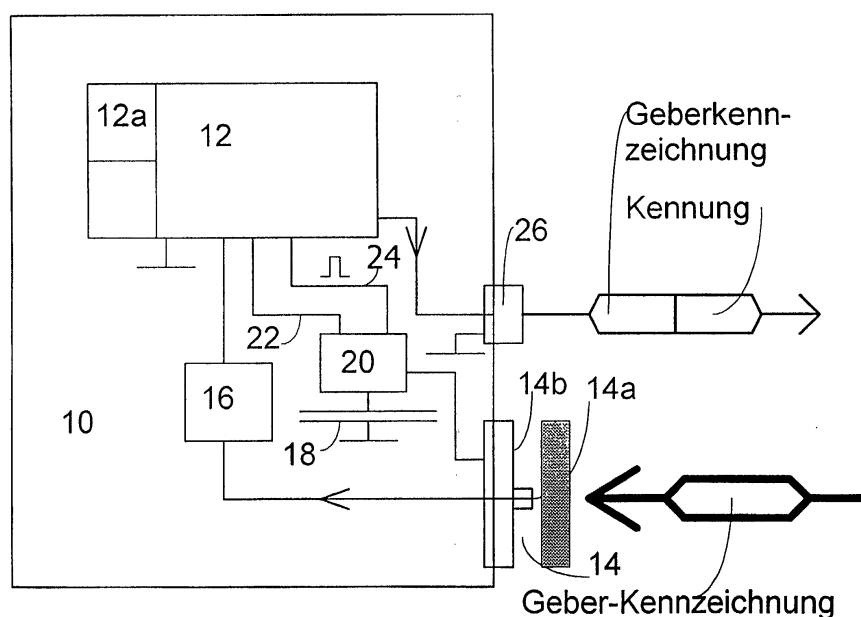 12a
12
Geberkenn-
zeichnung
Kennung
26
24
22
20
16
14b
14a
10
18
14
Geber-Kennzeichnung